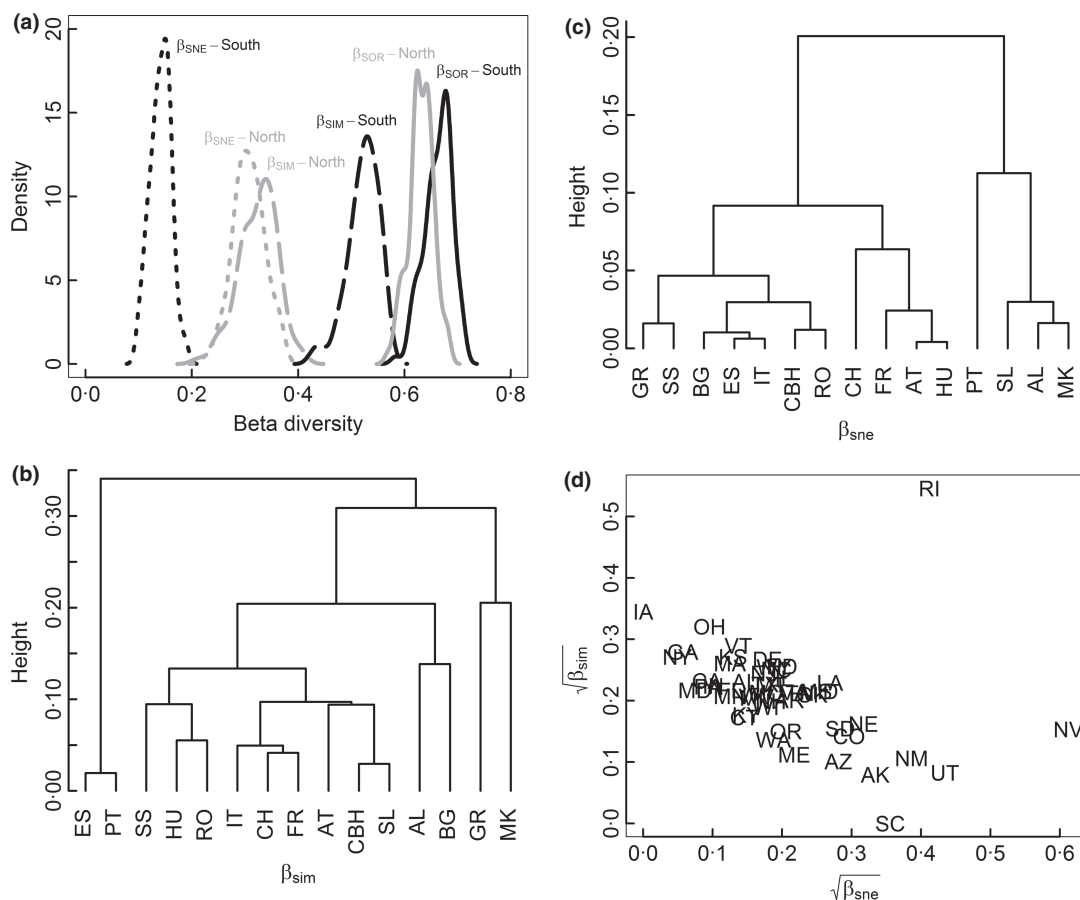 (a)
20
15
10
5
0
Density
βSNE – South
βSNE – North
βSIM – North
βSIM – South
βSOR – North
βSOR – South
0·0 0·2 0·4 0·6 0·8
Beta diversity
(c)
0·20
0·15
0·10
0·05
0·00
Height
GR SS BG ES IT CBH RO CH FR AT HU PT SL AL MK
βsne
(b)
0·30
0·20
0·10
0·00
Height
ES PT SS HU RO IT CH FR AT CBH SL AL BG GR MK
βsim
(d)
0·5
0·4
0·3
0·2
0·1
0·0
√βsim
RI
IA
OH
VT
GA
NY
KS
MA
DE
LA
NE
SD
CO
OR
WA
ME
AZ
NM
AK
UT
NV
SC
0·0 0·1 0·2 0·3 0·4 0·5 0·6
√βsne